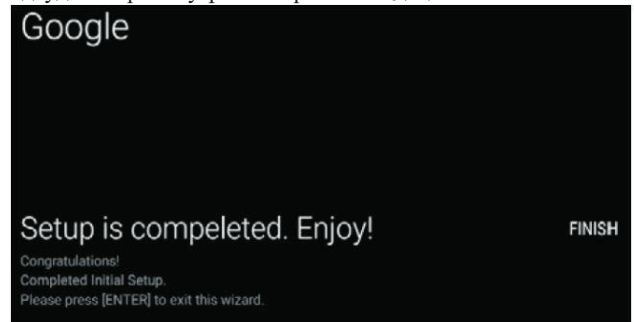 Google
Setup is compeleted. Enjoy!
FINISH
Congratulations!
Completed Initial Setup.
Please press [ENTER] to exit this wizard.